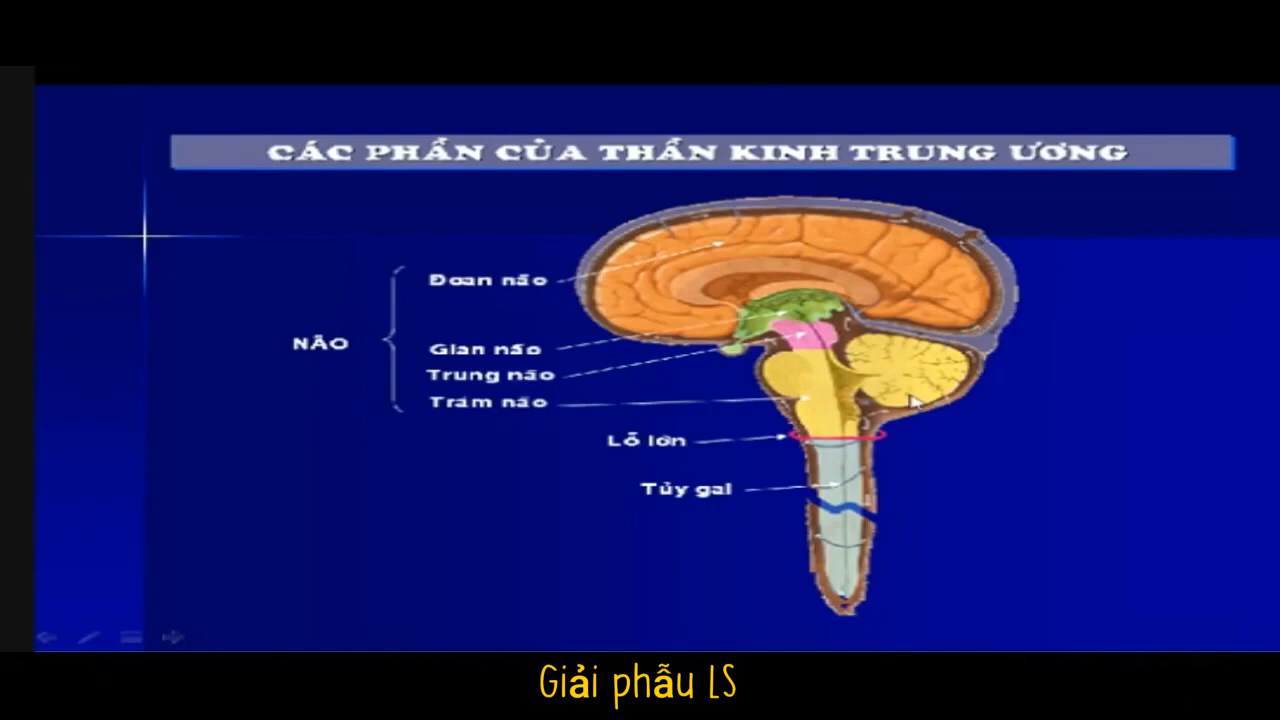 CÁC PHẦN CỦA THẦN KINH TRUNG ƯƠNG
Đoan não
NÃO
Gian não
Trung não
Trám não
Lỗ lớn
Tủy gai
Giải phẫu LS